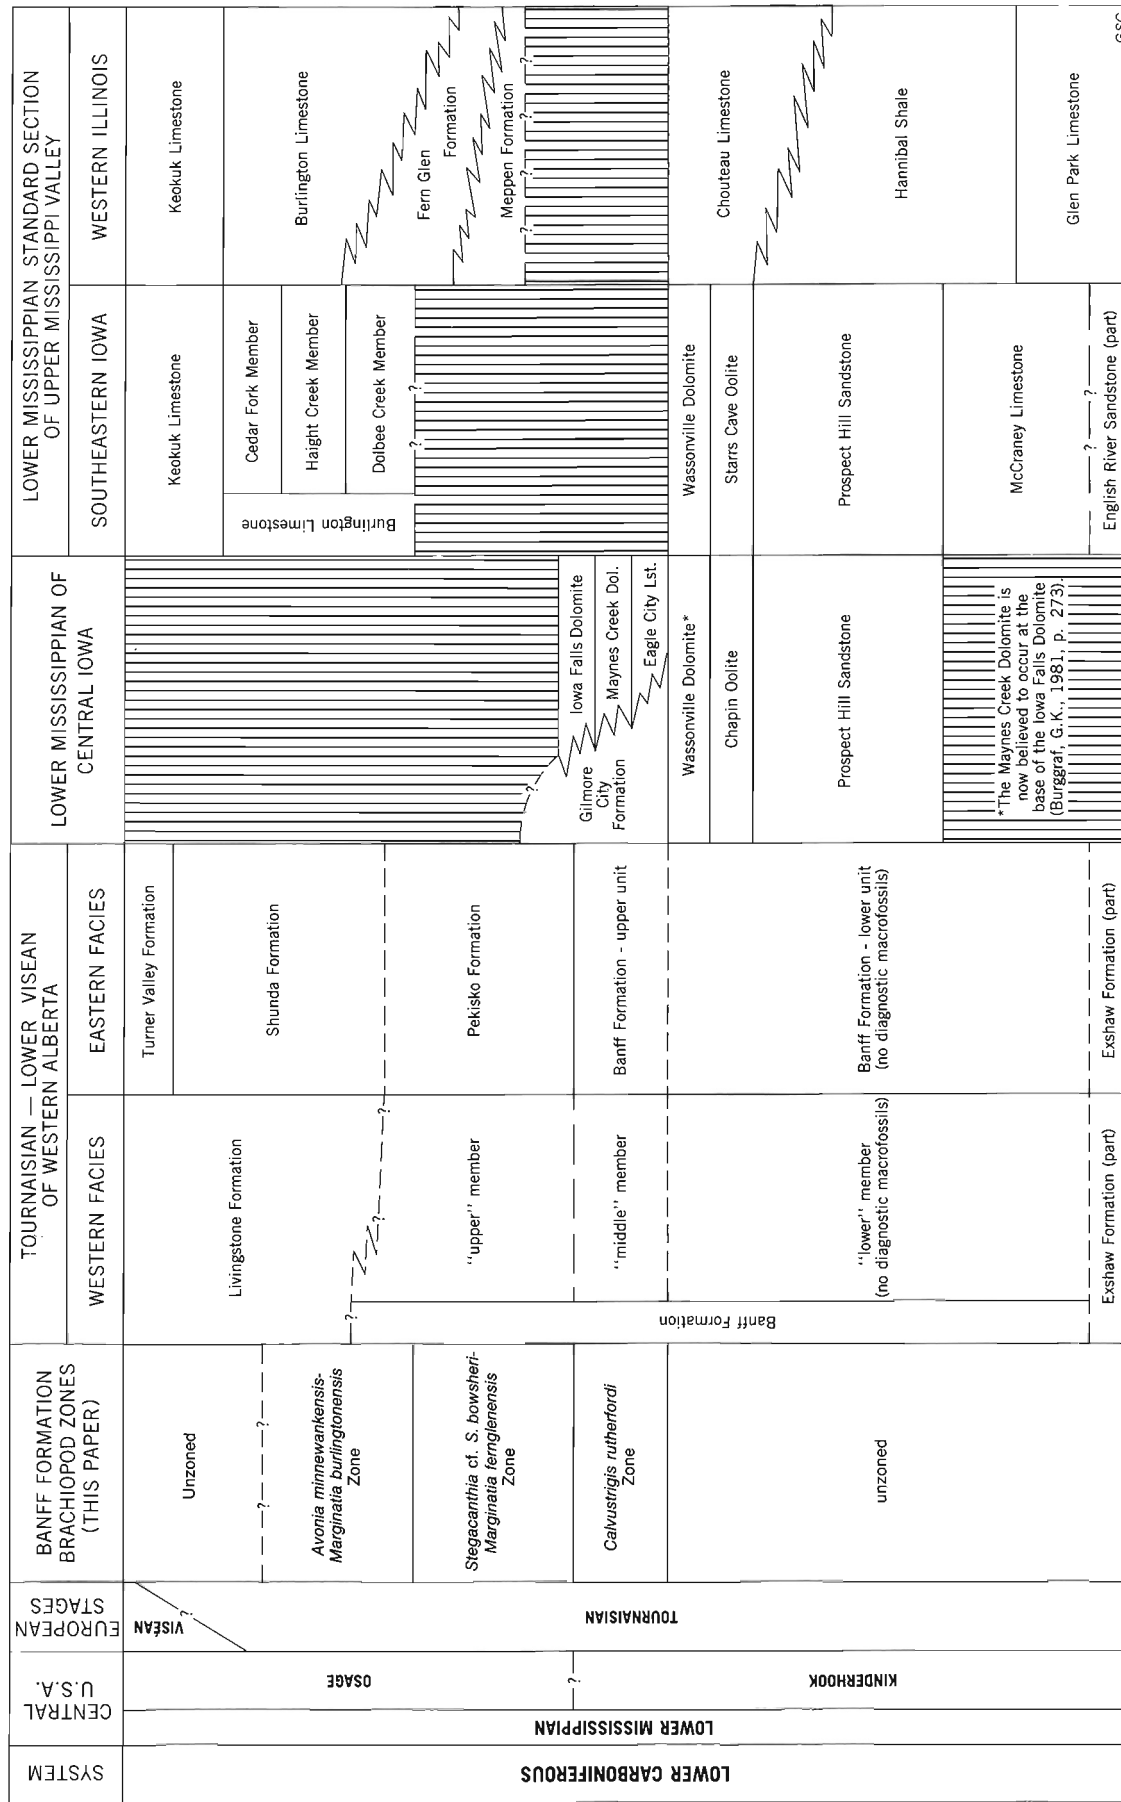 SYSTEM
CENTRAL
U.S.A.
EUROPEAN
STAGES
BANFF FORMATION
BRACHIOPOD ZONES
(THIS PAPER)
TOURNAISIAN — LOWER VISEAN
OF WESTERN ALBERTA
WESTERN FACIES
EASTERN FACIES
LOWER MISSISSIPPIAN OF
CENTRAL IOWA
LOWER MISSISSIPPIAN STANDARD SECTION
OF UPPER MISSISSIPPI VALLEY
SOUTHEASTERN IOWA
WESTERN ILLINOIS
LOWER CARBONIFEROUS
LOWER MISSISSIPPIAN
OSAGE
?
KINDERHOOK
VISÉAN
?
TOURNAISIAN
Unzoned
? ?
Avonia minnewankensis-
Marginatia burlingtonensis
Zone
Stegacanthia cf. S. bowsheri-
Marginatia fernglenensis
Zone
Calvustrigis rutherfordi
Zone
unzoned
Livingstone Formation
? ? ?
Banff Formation
"upper" member
"middle" member
"lower" member
(no diagnostic macrofossils)
Exshaw Formation (part)
Turner Valley Formation
Shunda Formation
Pekisko Formation
Banff Formation - upper unit
Banff Formation - lower unit
(no diagnostic macrofossils)
Exshaw Formation (part)
?
Gilmore
City
Formation
Iowa Falls Dolomite
Maynes Creek Dol.
Eagle City Lst.
Wassonville Dolomite*
Chapin Oolite
Prospect Hill Sandstone
*The Maynes Creek Dolomite is
now believed to occur at the
base of the Iowa Falls Dolomite
(Burggraf, G.K., 1981, p. 273).
Keokuk Limestone
Burlington Limestone
Cedar Fork Member
Haight Creek Member
Dolbee Creek Member
? ?
Wassonville Dolomite
Starrs Cave Oolite
Prospect Hill Sandstone
McCraney Limestone
? ?
English River Sandstone (part)
Keokuk Limestone
Burlington Limestone
Fern Glen
Formation
Meppen Formation
? ? ? ?
Chouteau Limestone
Hannibal Shale
Glen Park Limestone
GSC